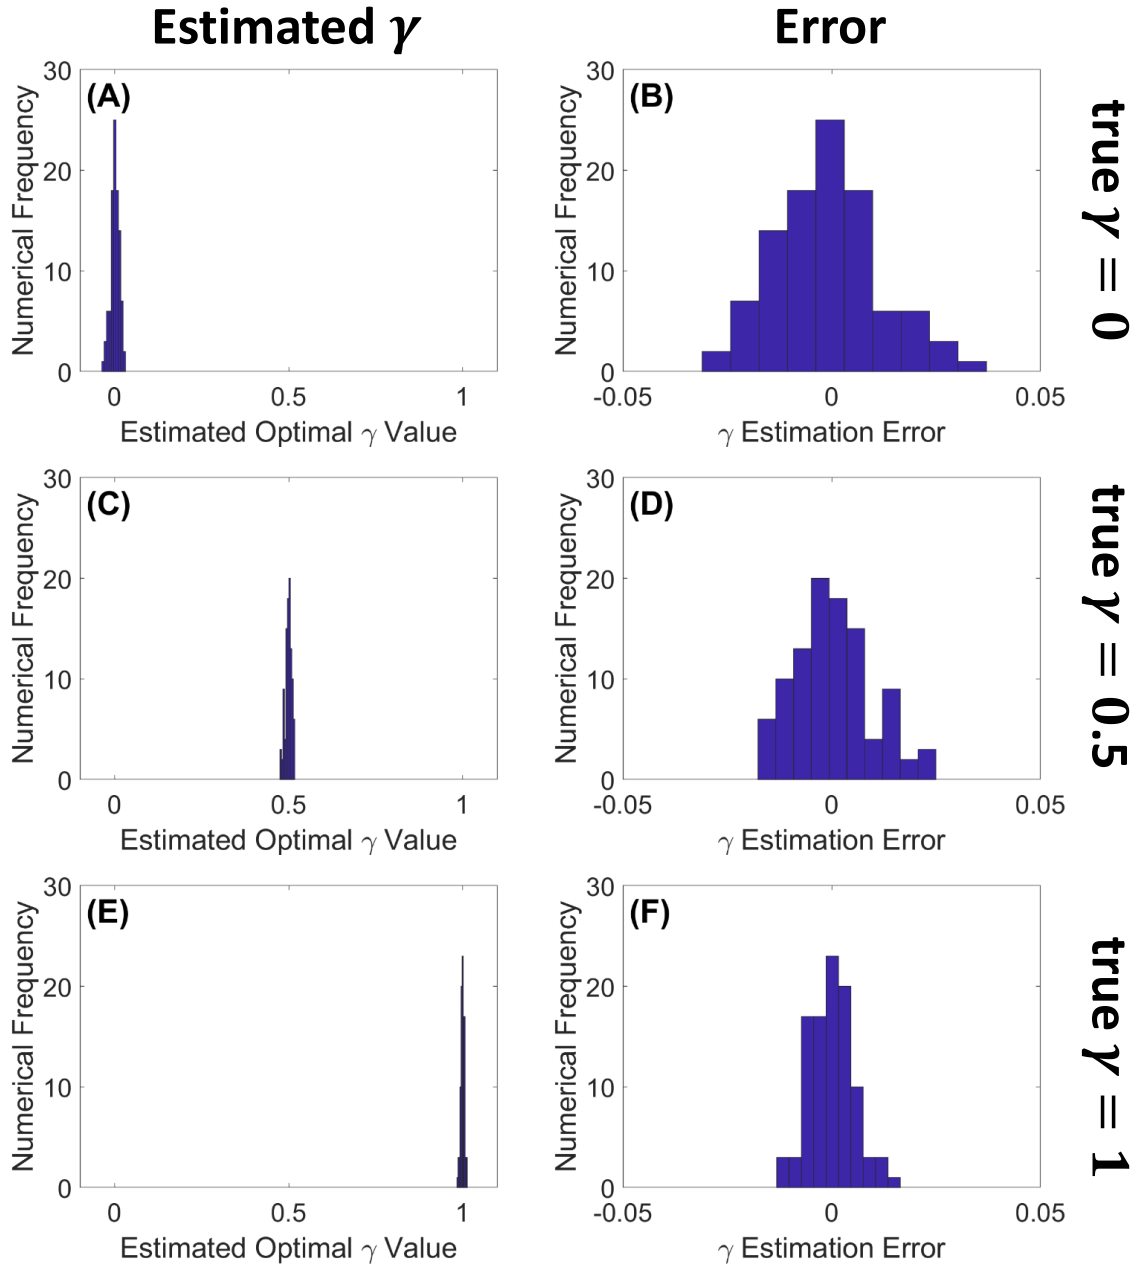 Estimated γ
Error
(A)
30
20
10
0
Numerical Frequency
0
0.5
1
Estimated Optimal γ Value
(B)
30
20
10
0
Numerical Frequency
-0.05
0
0.05
γ Estimation Error
true γ = 0
(C)
30
20
10
0
Numerical Frequency
0
0.5
1
Estimated Optimal γ Value
(D)
30
20
10
0
Numerical Frequency
-0.05
0
0.05
γ Estimation Error
true γ = 0.5
(E)
30
20
10
0
Numerical Frequency
0
0.5
1
Estimated Optimal γ Value
(F)
30
20
10
0
Numerical Frequency
-0.05
0
0.05
γ Estimation Error
true γ = 1